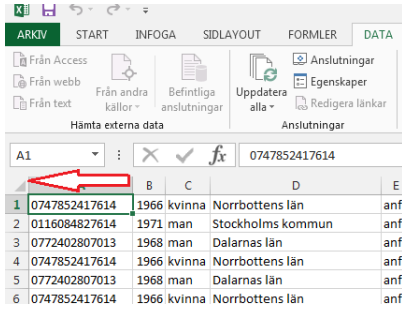 ARKIV START INFOGA SIDLAYOUT FORMLER DATA
Från Access
Från webb
Från text
Från andra källor
Befintliga anslutningar
Uppdatera alla
Anslutningar
Egenskaper
Redigera länkar
Hämta externa data
Anslutningar
A1 fx 0747852417614
B C D E
1 0747852417614 1966 kvinna Norrbottens län anf
2 0116084827614 1971 man Stockholms kommun anf
3 0772402807013 1968 man Dalarnas län anf
4 0747852417614 1966 kvinna Norrbottens län anf
5 0772402807013 1968 man Dalarnas län anf
6 0747852417614 1966 kvinna Norrbottens län anf